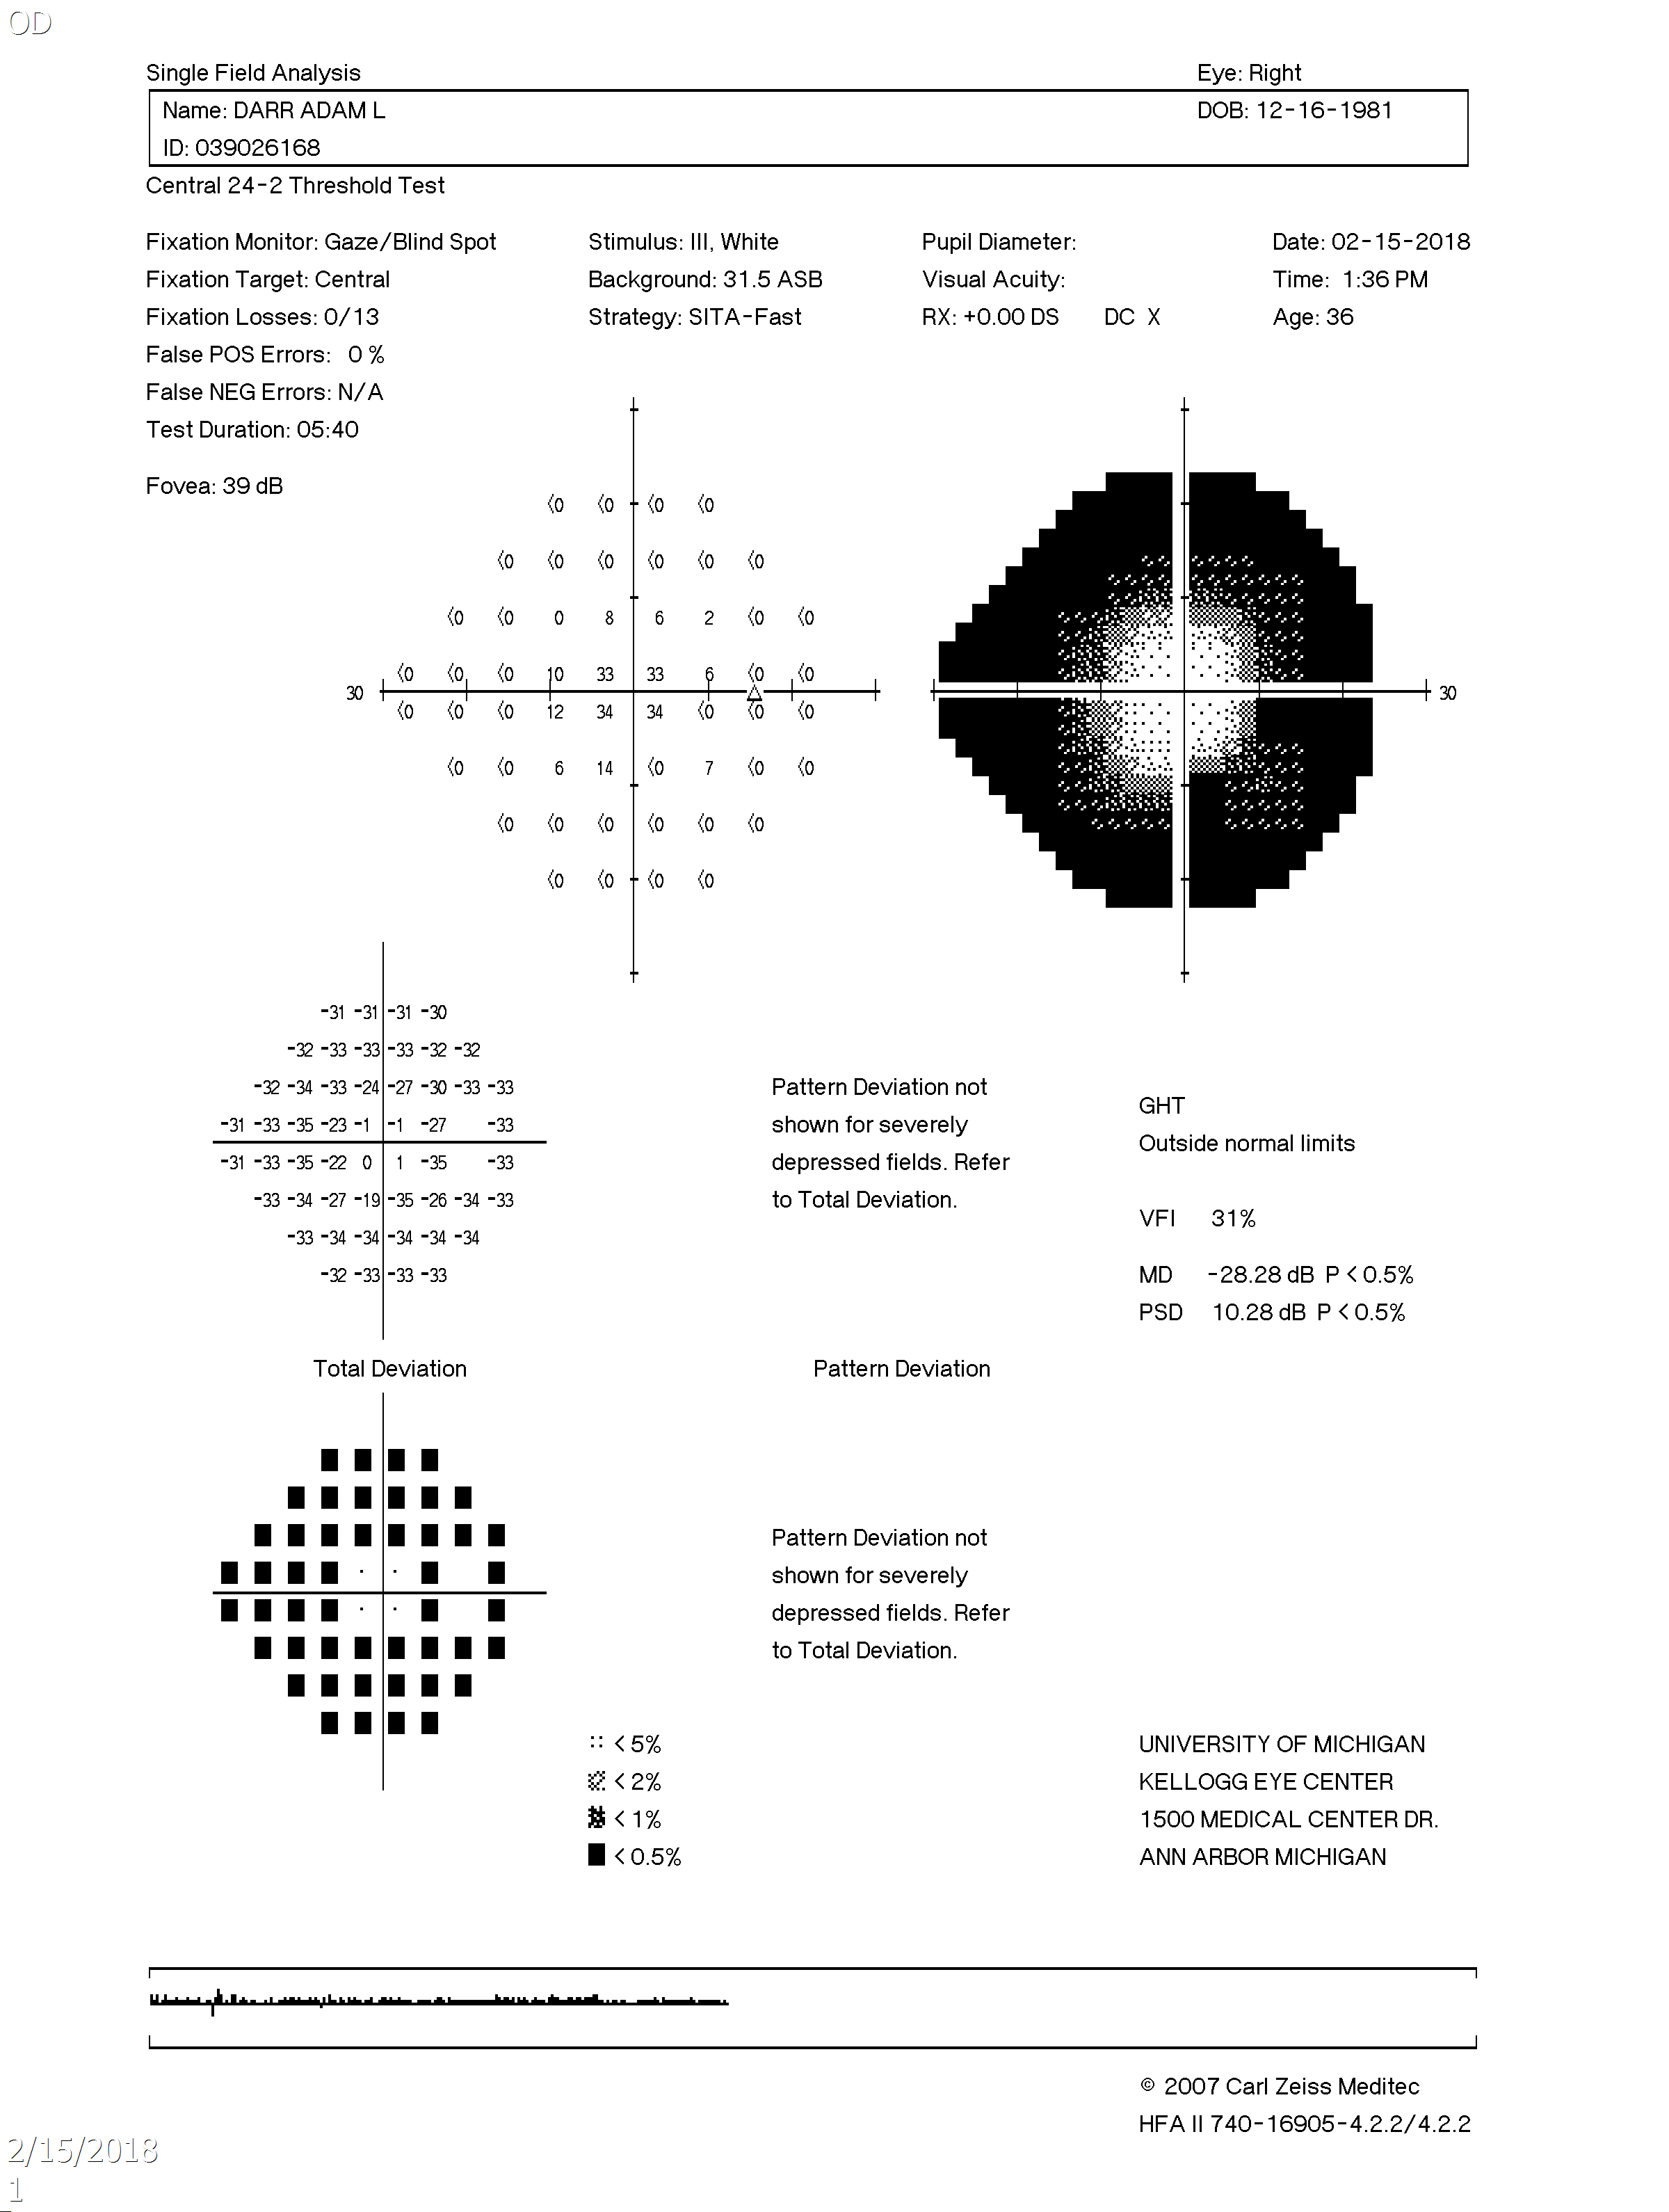 OD
Single Field Analysis Eye: Right
Name: DARR ADAM L DOB: 12-16-1981
ID: 039026168
Central 24-2 Threshold Test
Fixation Monitor: Gaze/Blind Spot Stimulus: III, White Pupil Diameter: Date: 02-15-2018
Fixation Target: Central Background: 31.5 ASB Visual Acuity: Time: 1:36 PM
Fixation Losses: 0/13 Strategy: SITA-Fast RX: +0.00 DS DC X Age: 36
False POS Errors: 0 %
False NEG Errors: N/A
Test Duration: 05:40
Fovea: 39 dB
<0 <0 <0 <0
<0 <0 <0 <0 <0 <0
<0 <0 0 8 6 2 <0 <0
<0 <0 <0 10 33 33 6 <0 <0
30 30
<0 <0 <0 12 34 34 <0 <0 <0
<0 <0 6 14 <0 7 <0 <0
<0 <0 <0 <0 <0 <0
<0 <0 <0 <0
-31 -31 -31 -30
-32 -33 -33 -33 -32 -32
-32 -34 -33 -24 -27 -30 -33 -33
-31 -33 -35 -23 -1 -1 -27 -33
-31 -33 -35 -22 0 1 -35 -33
-33 -34 -27 -19 -35 -26 -34 -33
-33 -34 -34 -34 -34 -34
-32 -33 -33 -33
Pattern Deviation not
shown for severely
depressed fields. Refer
to Total Deviation.
GHT
Outside normal limits
VFI 31%
MD -28.28 dB P < 0.5%
PSD 10.28 dB P < 0.5%
Total Deviation Pattern Deviation
Pattern Deviation not
shown for severely
depressed fields. Refer
to Total Deviation.
< 5%
< 2%
< 1%
< 0.5%
UNIVERSITY OF MICHIGAN
KELLOGG EYE CENTER
1500 MEDICAL CENTER DR.
ANN ARBOR MICHIGAN
© 2007 Carl Zeiss Meditec
HFA II 740-16905-4.2.2/4.2.2
2/15/2018
1